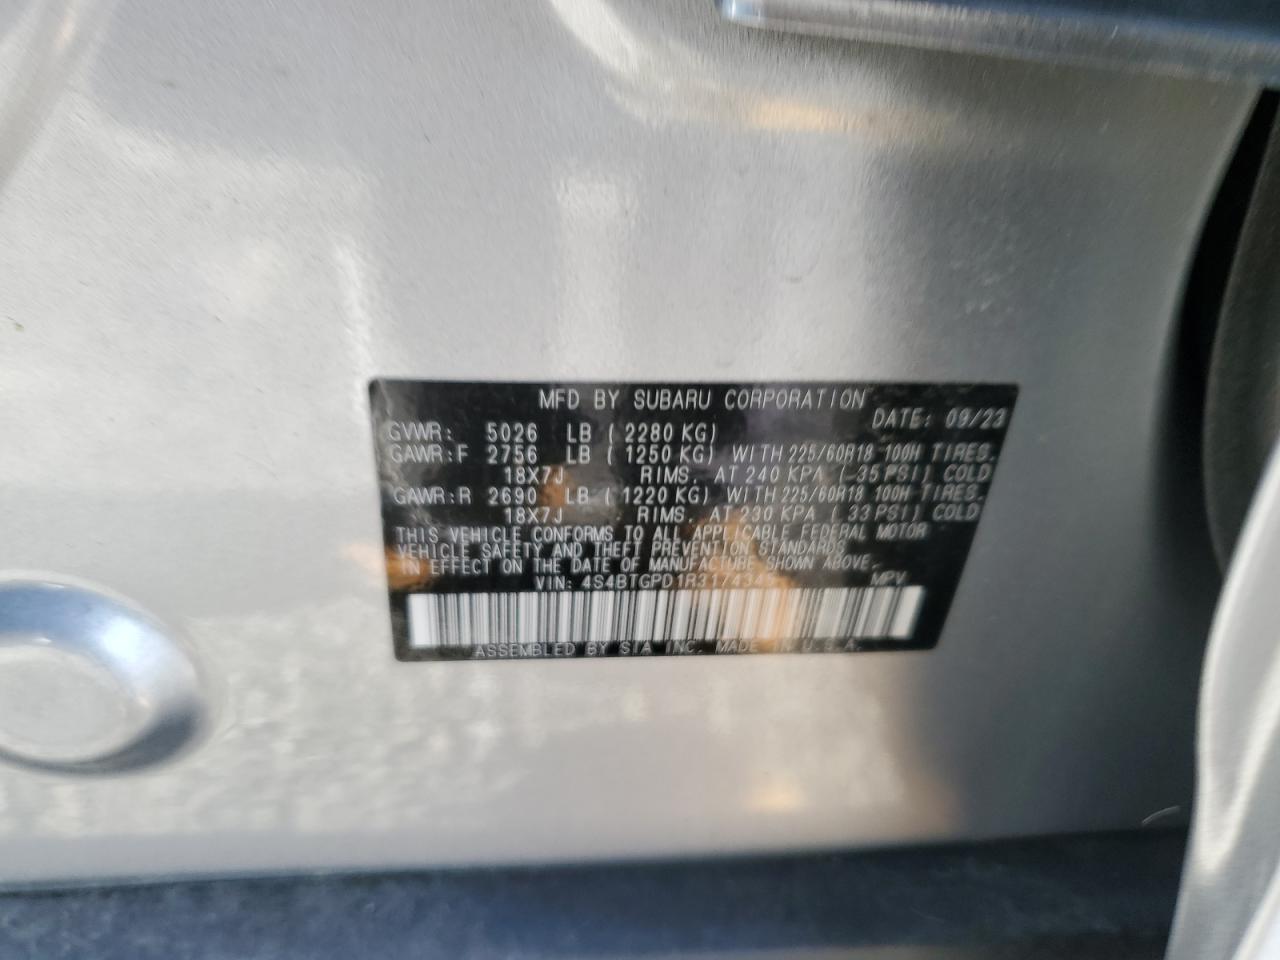 MFD BY SUBARU CORPORATION DATE: 09/23
GVWR: 5026 LB (2280 KG)
GAWR:F 2756 LB (1250 KG) WITH 225/60R18 100H TIRES.
18X7J RIMS. AT 240 KPA (35 PSI) COLD
GAWR:R 2690 LB (1220 KG) WITH 225/60R18 100H TIRES.
18X7J RIMS. AT 230 KPA (33 PSI) COLD
THIS VEHICLE CONFORMS TO ALL APPLICABLE FEDERAL MOTOR
VEHICLE SAFETY AND THEFT PREVENTION STANDARDS
IN EFFECT ON THE DATE OF MANUFACTURE SHOWN ABOVE.
VIN: MPV
ASSEMBLED BY SIA INC. MADE IN U.S.A.